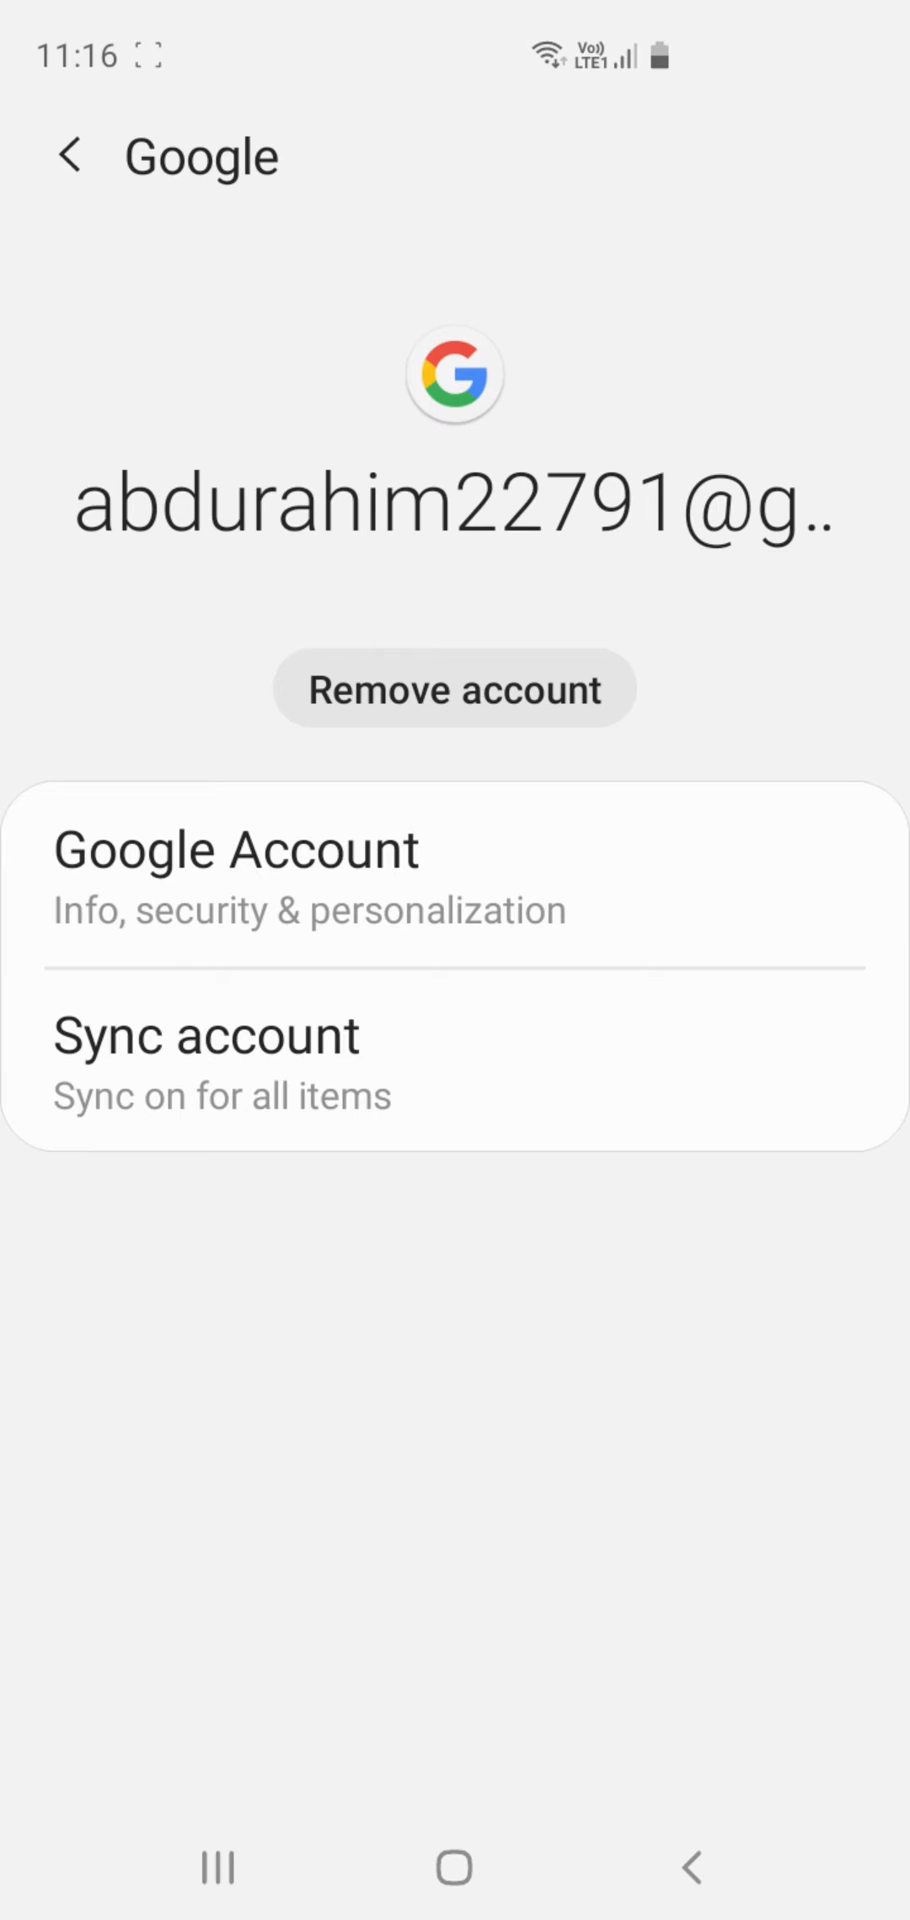 11:16
Vo)) LTE1
Google
abdurahim22791@g..
Remove account
Google Account
Info, security & personalization
Sync account
Sync on for all items